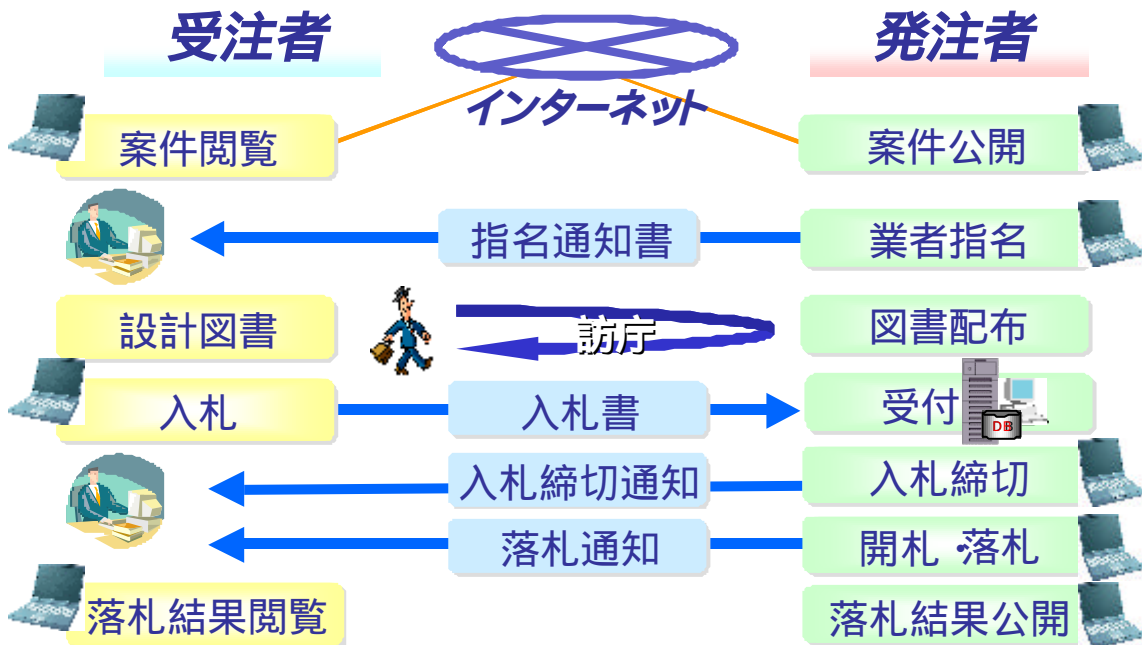 受注者
発注者
インターネット
案件閲覧
案件公開
指名通知書
業者指名
設計図書
訪庁
図書配布
入札
入札書
受付
DB
入札締切通知
入札締切
落札通知
開札・落札
落札結果閲覧
落札結果公開